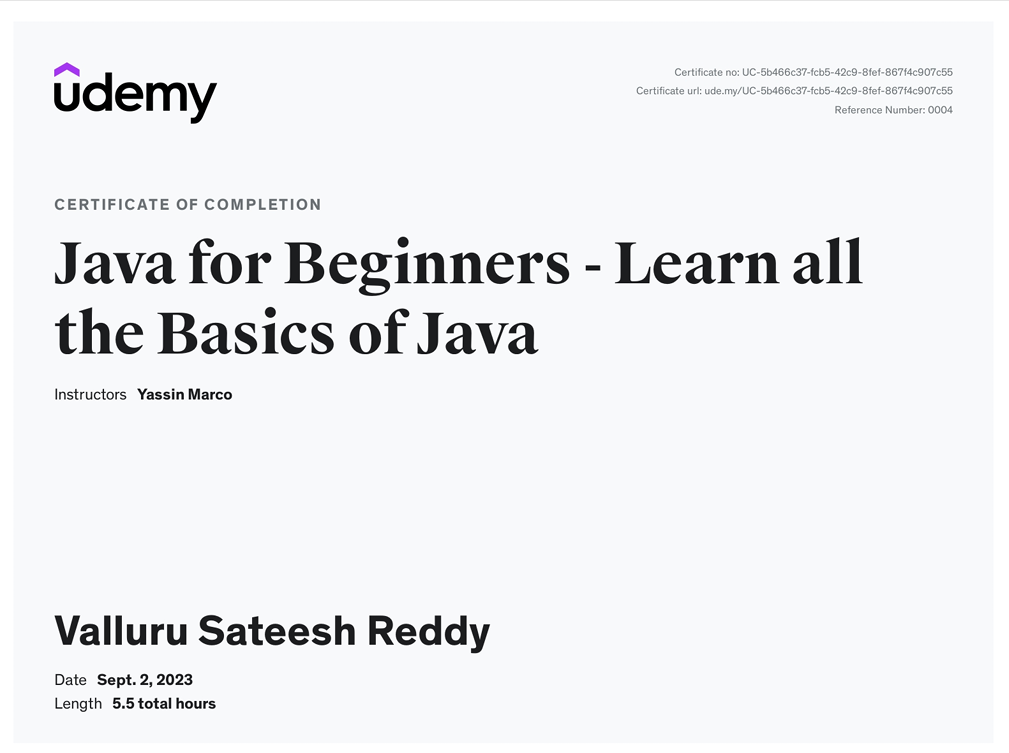 udemy
Certificate no: UC-5b466c37-fcb5-42c9-8fef-867f4c907c55
Certificate url: ude.my/UC-5b466c37-fcb5-42c9-8fef-867f4c907c55
Reference Number: 0004
CERTIFICATE OF COMPLETION
Java for Beginners - Learn all
the Basics of Java
Instructors Yassin Marco
Valluru Sateesh Reddy
Date Sept. 2, 2023
Length 5.5 total hours